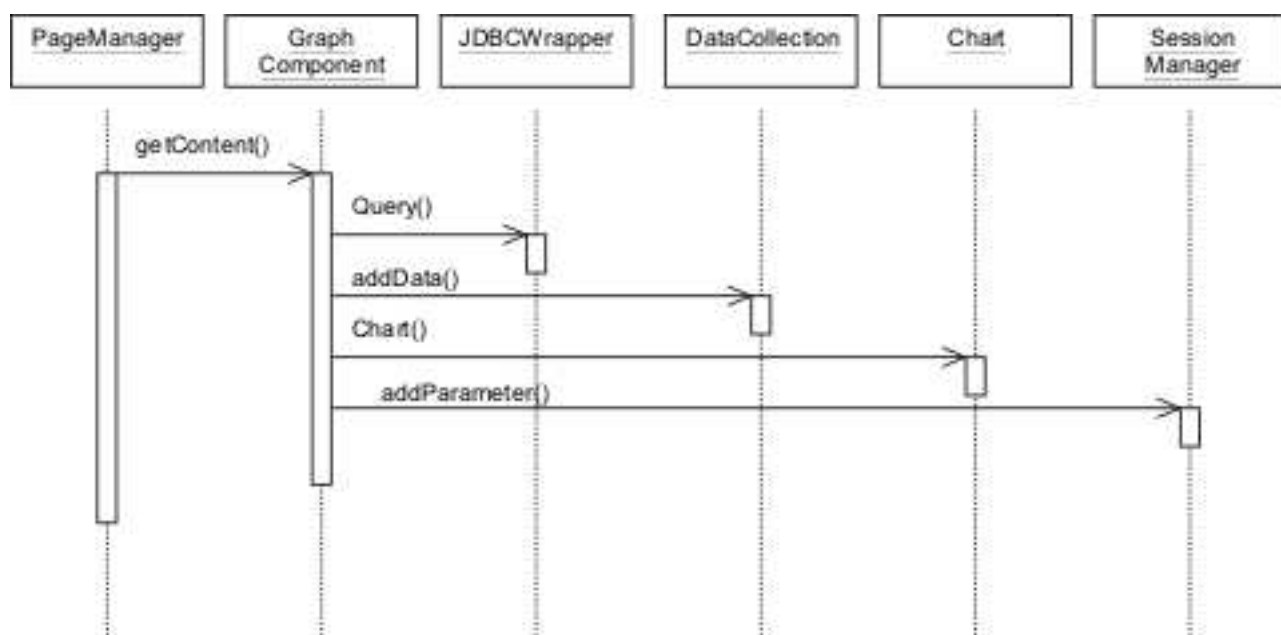 PageManager
Graph
Component
JDBCWrapper
DataCollection
Chart
Session
Manager
getContent()
Query()
addData()
Chart()
addParameter()